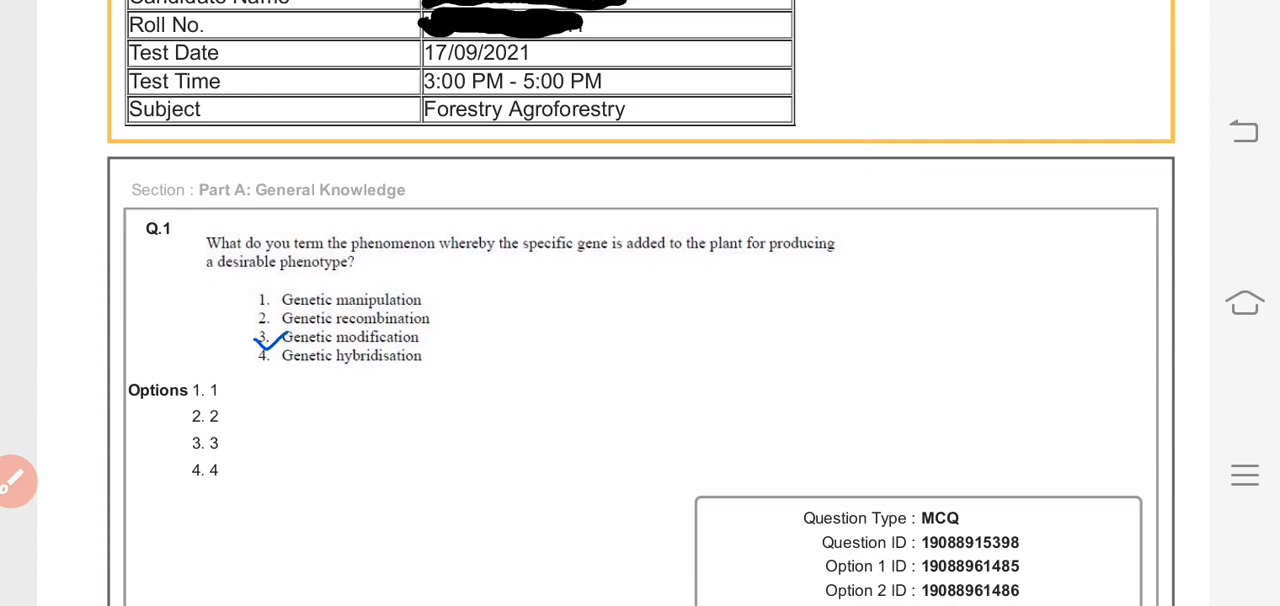 Candidate Name
Roll No.
Test Date 17/09/2021
Test Time 3:00 PM - 5:00 PM
Subject Forestry Agroforestry
Section : Part A: General Knowledge
Q.1
What do you term the phenomenon whereby the specific gene is added to the plant for producing
a desirable phenotype?
1. Genetic manipulation
2. Genetic recombination
3. Genetic modification
4. Genetic hybridisation
Options 1. 1
2. 2
3. 3
4. 4
Question Type : MCQ
Question ID : 19088915398
Option 1 ID : 19088961485
Option 2 ID : 19088961486